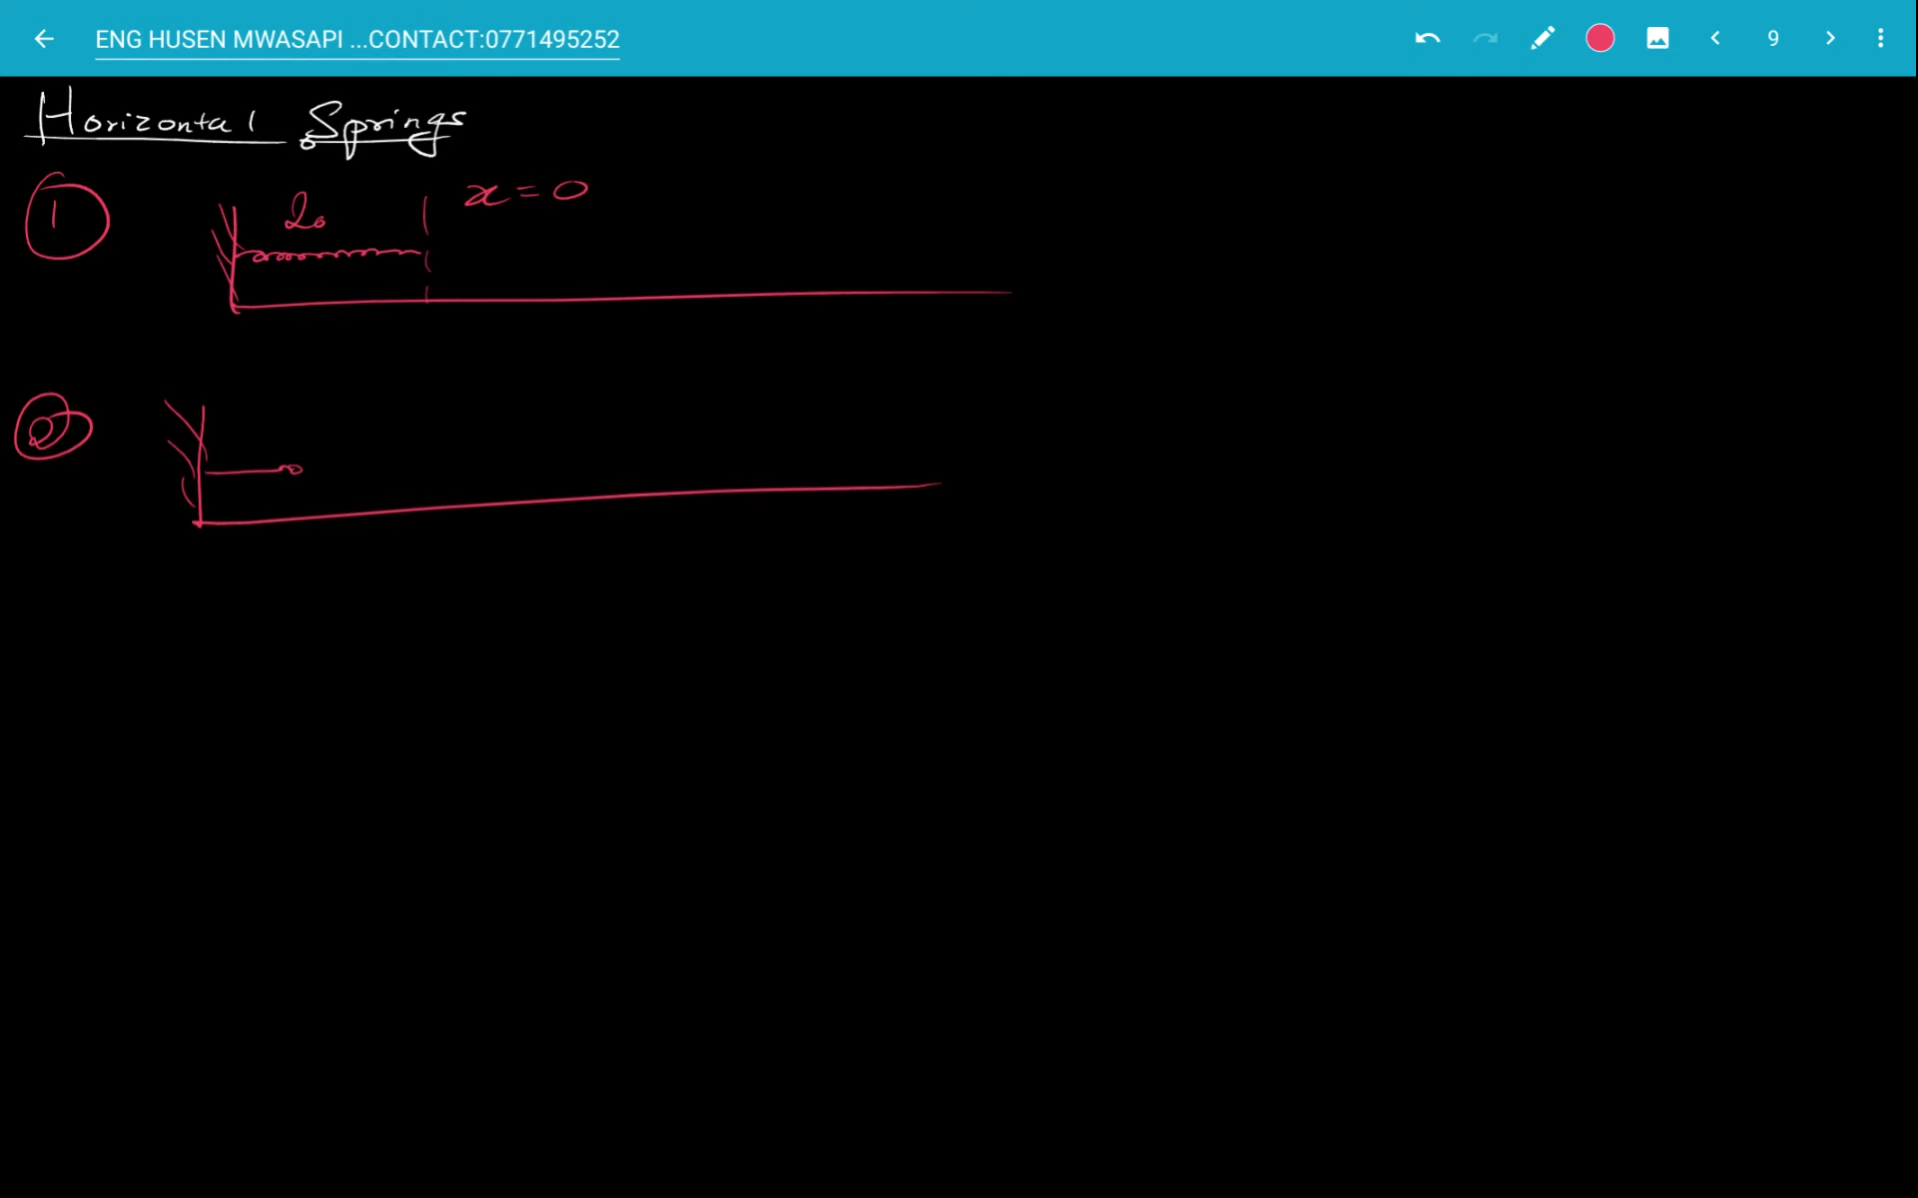 ENG HUSEN MWASAPI ...CONTACT:0771495252
9
Horizontal Springs
1
l₀
x = 0
2